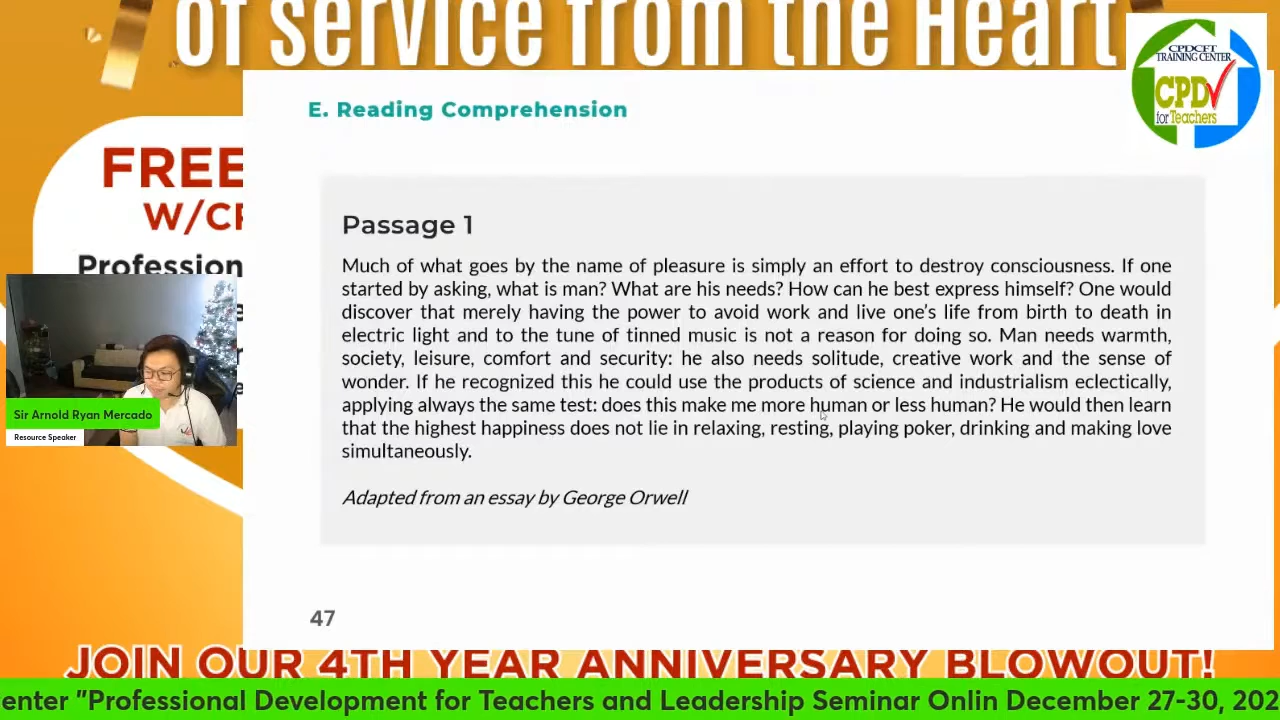 of service from the Heart
CPDCFT
TRAINING CENTER
CPD
for Teachers
E. Reading Comprehension
FREE
W/CP
Profession
Passage 1
Much of what goes by the name of pleasure is simply an effort to destroy consciousness. If one
started by asking, what is man? What are his needs? How can he best express himself? One would
discover that merely having the power to avoid work and live one's life from birth to death in
electric light and to the tune of tinned music is not a reason for doing so. Man needs warmth,
society, leisure, comfort and security: he also needs solitude, creative work and the sense of
wonder. If he recognized this he could use the products of science and industrialism eclectically,
applying always the same test: does this make me more human or less human? He would then learn
that the highest happiness does not lie in relaxing, resting, playing poker, drinking and making love
simultaneously.
Adapted from an essay by George Orwell
Sir Arnold Ryan Mercado
Resource Speaker
47
JOIN OUR 4TH YEAR ANNIVERSARY BLOWOUT!
enter "Professional Development for Teachers and Leadership Seminar Onlin December 27-30, 202